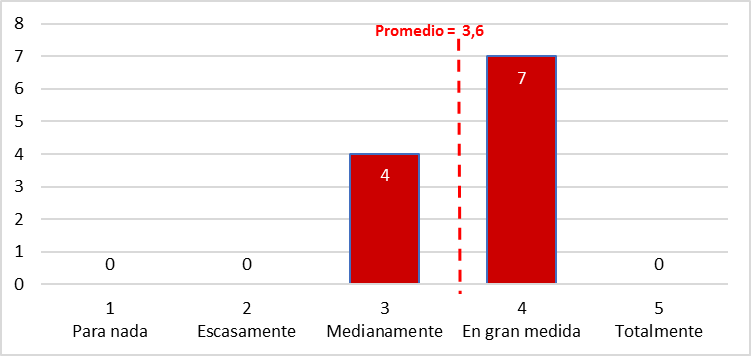 8
Promedio = 3,6
7
7
6
5
4
4
3
2
1
0 0 0
0
1 2 3 4 5
Para nada Escasamente Medianamente En gran medida Totalmente